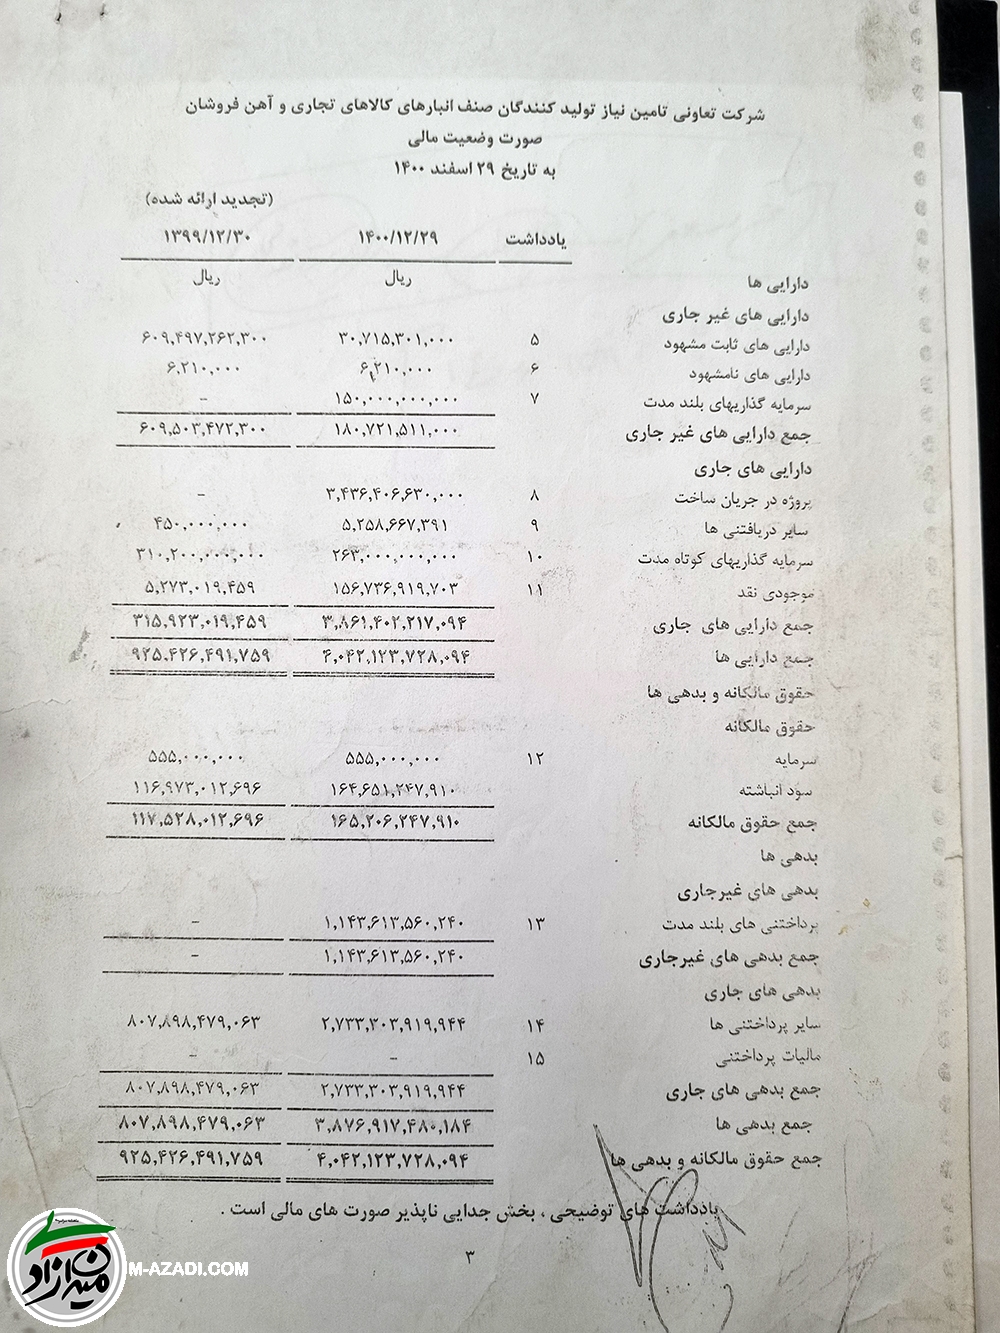 شرکت تعاونی تامین نیاز تولید کنندگان صنف انبارهای کالاهای تجاری و آهن فروشان
صورت وضعیت مالی
به تاریخ ۲۹ اسفند ۱۴۰۰
(تجدید ارائه شده)
یادداشت ۱۴۰۰/۱۲/۲۹ ۱۳۹۹/۱۲/۳۰
دارایی ها ریال ریال
دارایی های غیر جاری
دارایی های ثابت مشهود ۵ ۳۰,۷۱۵,۳۰۱,۰۰۰ ۶۰۹,۴۹۷,۲۶۲,۳۰۰
دارایی های نامشهود ۶ ۶,۲۱۰,۰۰۰ ۶,۲۱۰,۰۰۰
سرمایه گذاریهای بلند مدت ۷ ۱۵۰,۰۰۰,۰۰۰,۰۰۰ -
جمع دارایی های غیر جاری ۱۸۰,۷۲۱,۵۱۱,۰۰۰ ۶۰۹,۵۰۳,۴۷۲,۳۰۰
دارایی های جاری
پروژه در جریان ساخت ۸ ۳,۴۳۶,۴۰۶,۶۳۰,۰۰۰ -
سایر دریافتنی ها ۹ ۵,۲۵۸,۶۶۷,۳۹۱ ۴۵۰,۰۰۰,۰۰۰
سرمایه گذاریهای کوتاه مدت ۱۰ ۲۶۳,۰۰۰,۰۰۰,۰۰۰ ۳۱۰,۲۰۰,۰۰۰,۰۰۰
موجودی نقد ۱۱ ۱۵۶,۷۳۶,۹۱۹,۷۰۳ ۵,۲۷۳,۰۱۹,۴۵۹
جمع دارایی های جاری ۳,۸۶۱,۴۰۲,۲۱۷,۰۹۴ ۳۱۵,۹۲۳,۰۱۹,۴۵۹
جمع دارایی ها ۴,۰۴۲,۱۲۳,۷۲۸,۰۹۴ ۹۲۵,۴۲۶,۴۹۱,۷۵۹
حقوق مالکانه و بدهی ها
حقوق مالکانه
سرمایه ۱۲ ۵۵۵,۰۰۰,۰۰۰ ۵۵۵,۰۰۰,۰۰۰
سود انباشته ۱۶۴,۶۵۱,۲۴۷,۹۱۰ ۱۱۶,۹۷۳,۰۱۲,۶۹۶
جمع حقوق مالکانه ۱۶۵,۲۰۶,۲۴۷,۹۱۰ ۱۱۷,۵۲۸,۰۱۲,۶۹۶
بدهی ها
بدهی های غیرجاری
پرداختنی های بلند مدت ۱۳ ۱,۱۴۳,۶۱۳,۵۶۰,۲۴۰ -
جمع بدهی های غیرجاری ۱,۱۴۳,۶۱۳,۵۶۰,۲۴۰ -
بدهی های جاری
سایر پرداختنی ها ۱۴ ۲,۷۳۳,۳۰۳,۹۱۹,۹۴۴ ۸۰۷,۸۹۸,۴۷۹,۰۶۳
مالیات پرداختنی ۱۵ - -
جمع بدهی های جاری ۲,۷۳۳,۳۰۳,۹۱۹,۹۴۴ ۸۰۷,۸۹۸,۴۷۹,۰۶۳
جمع بدهی ها ۳,۸۷۶,۹۱۷,۴۸۰,۱۸۴ ۸۰۷,۸۹۸,۴۷۹,۰۶۳
جمع حقوق مالکانه و بدهی ها ۴,۰۴۲,۱۲۳,۷۲۸,۰۹۴ ۹۲۵,۴۲۶,۴۹۱,۷۵۹
یادداشت های توضیحی ، بخش جدایی ناپذیر صورت های مالی است .
۳
میدان آزادی
M-AZADI.COM